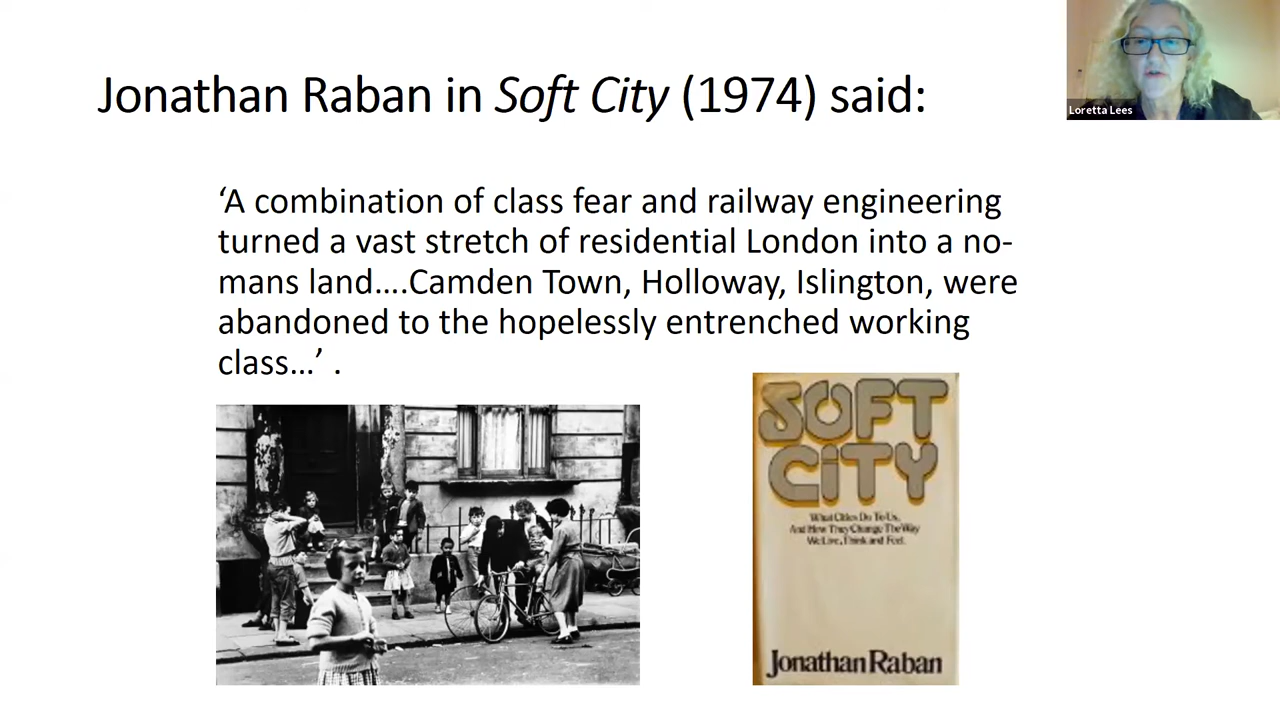 Jonathan Raban in Soft City (1974) said:
Loretta Lees
‘A combination of class fear and railway engineering
turned a vast stretch of residential London into a no-
mans land….Camden Town, Holloway, Islington, were
abandoned to the hopelessly entrenched working
class…’ .
SOFT
CiTY
What Cities Do To Us,
And How They Change The Way
We Live, Think and Feel.
Jonathan Raban